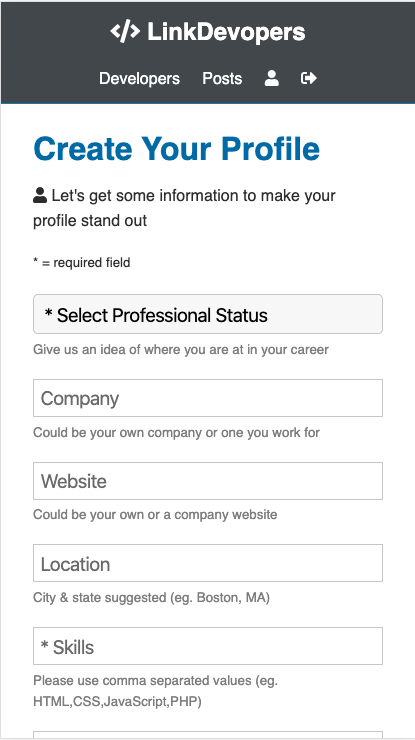 LinkDevopers
Developers Posts
Create Your Profile
Let's get some information to make your
profile stand out
* = required field
* Select Professional Status
Give us an idea of where you are at in your career
Company
Could be your own company or one you work for
Website
Could be your own or a company website
Location
City & state suggested (eg. Boston, MA)
* Skills
Please use comma separated values (eg.
HTML,CSS,JavaScript,PHP)